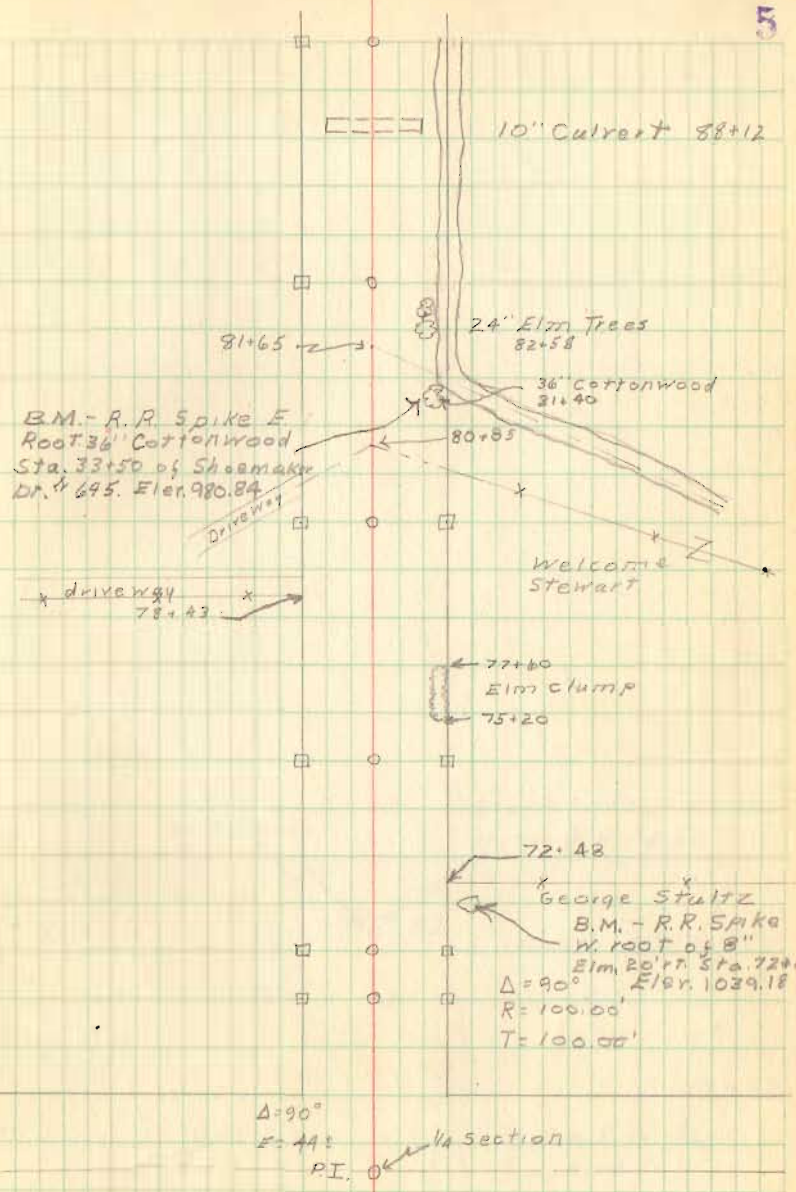 5
10" Culvert 88+12
24" Elm Trees
82+58
81+65
36" Cottonwood
81+40
B.M.- R.R. Spike E
Root 36" Cottonwood
Sta. 33+50 of Shoemaker
Dr. # 695. Elev. 980.84
80+85
Driveway
Welcome
Stewart
driveway
78+43
77+60
Elm Clump
75+20
72+48
George Stultz
B.M. - R.R. Spike
W. root of 8"
Elm, 20' rt. Sta. 72+
Elev. 1039.18
Δ = 90°
R = 100.00'
T = 100.00'
Δ = 90°
1/4 Section
P.I.